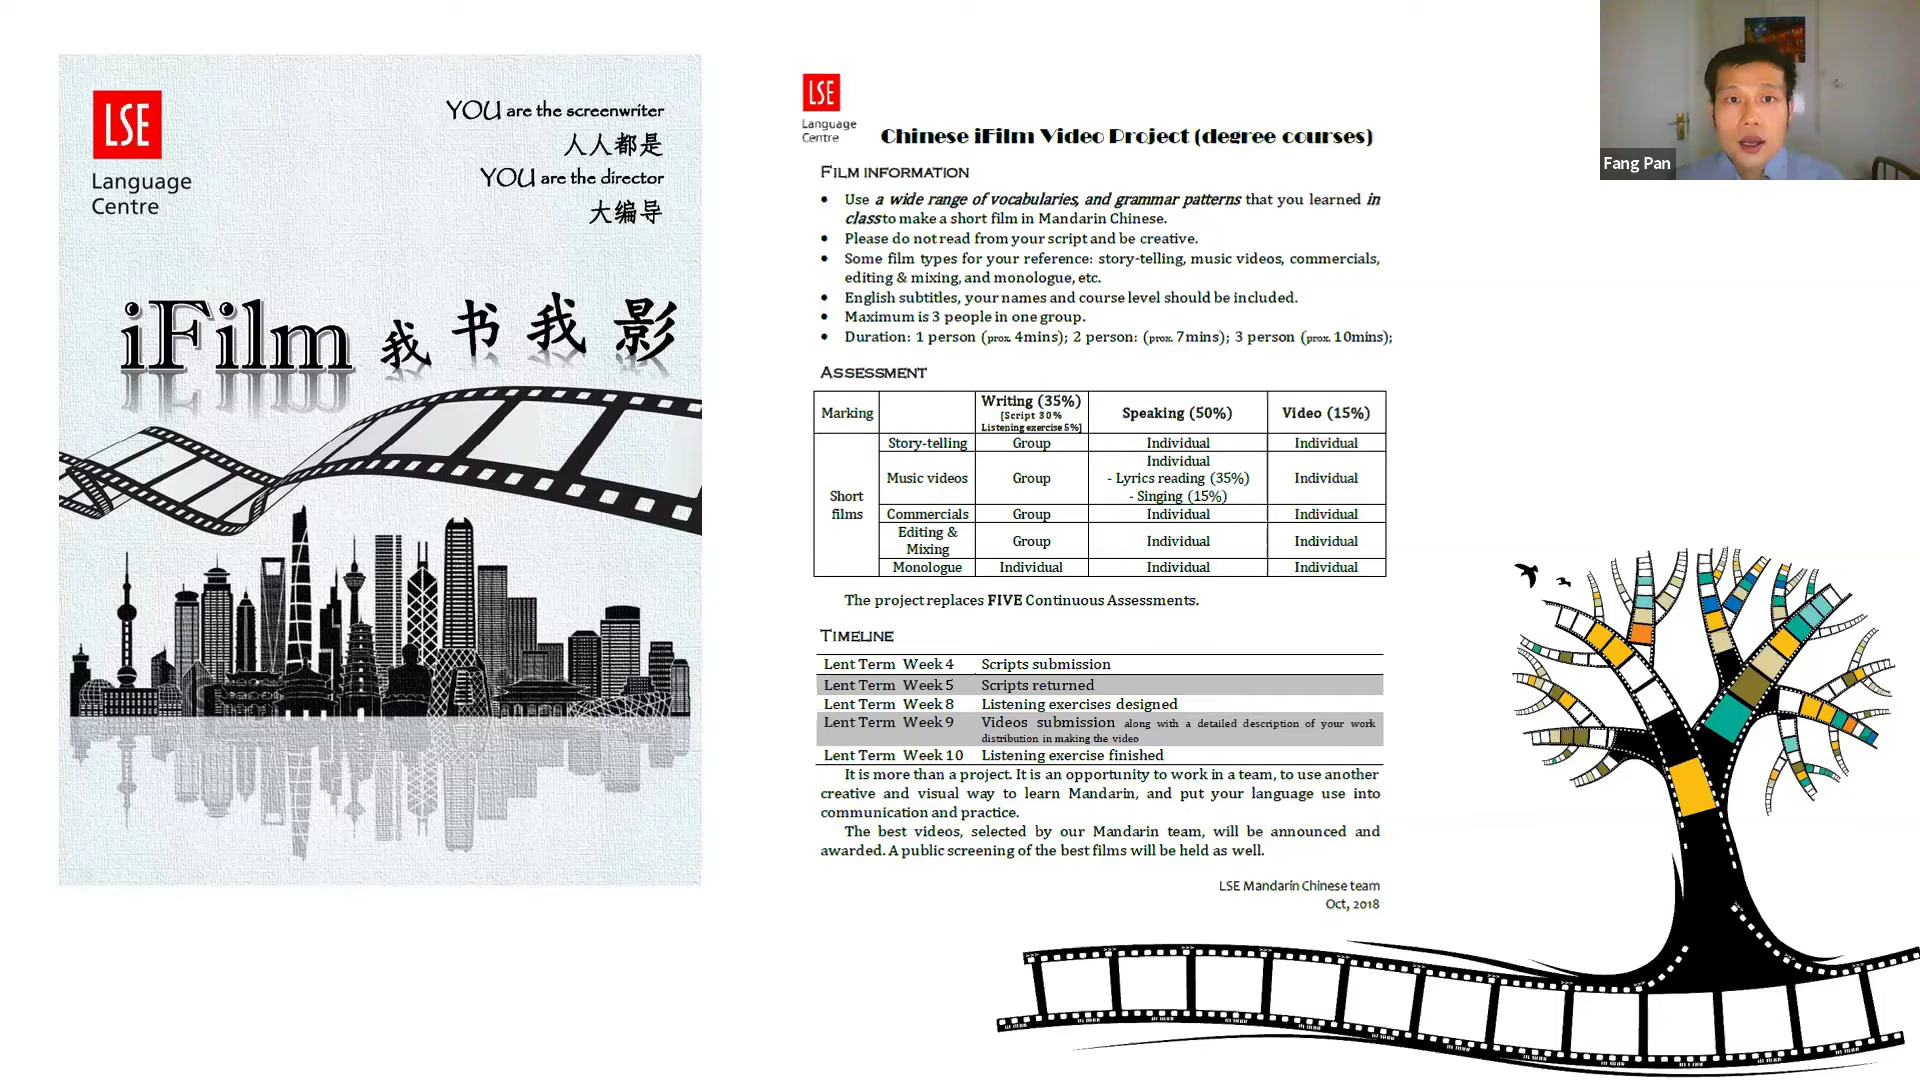 LSE
Language
Centre
YOU are the screenwriter
人人都是
YOU are the director
大编导
iFilm 我书我影
LSE
Language
Centre
Chinese iFilm Video Project (degree courses)
FILM INFORMATION
• Use a wide range of vocabularies, and grammar patterns that you learned in
class to make a short film in Mandarin Chinese.
• Please do not read from your script and be creative.
• Some film types for your reference: story-telling, music videos, commercials,
editing & mixing, and monologue, etc.
• English subtitles, your names and course level should be included.
• Maximum is 3 people in one group.
• Duration: 1 person (prox. 4mins); 2 person: (prox. 7mins); 3 person (prox. 10mins);
ASSESSMENT
Marking Writing (35%) Speaking (50%) Video (15%)
[Script 30%
Listening exercise 5%]
Short films
Story-telling Group Individual Individual
Music videos Group Individual Individual
- Lyrics reading (35%)
- Singing (15%)
Commercials Group Individual Individual
Editing & Mixing Group Individual Individual
Monologue Individual Individual Individual
The project replaces FIVE Continuous Assessments.
TIMELINE
Lent Term Week 4 Scripts submission
Lent Term Week 5 Scripts returned
Lent Term Week 8 Listening exercises designed
Lent Term Week 9 Videos submission along with a detailed description of your work
distribution in making the video
Lent Term Week 10 Listening exercise finished
It is more than a project. It is an opportunity to work in a team, to use another
creative and visual way to learn Mandarin, and put your language use into
communication and practice.
The best videos, selected by our Mandarin team, will be announced and
awarded. A public screening of the best films will be held as well.
LSE Mandarin Chinese team
Oct, 2018
Fang Pan